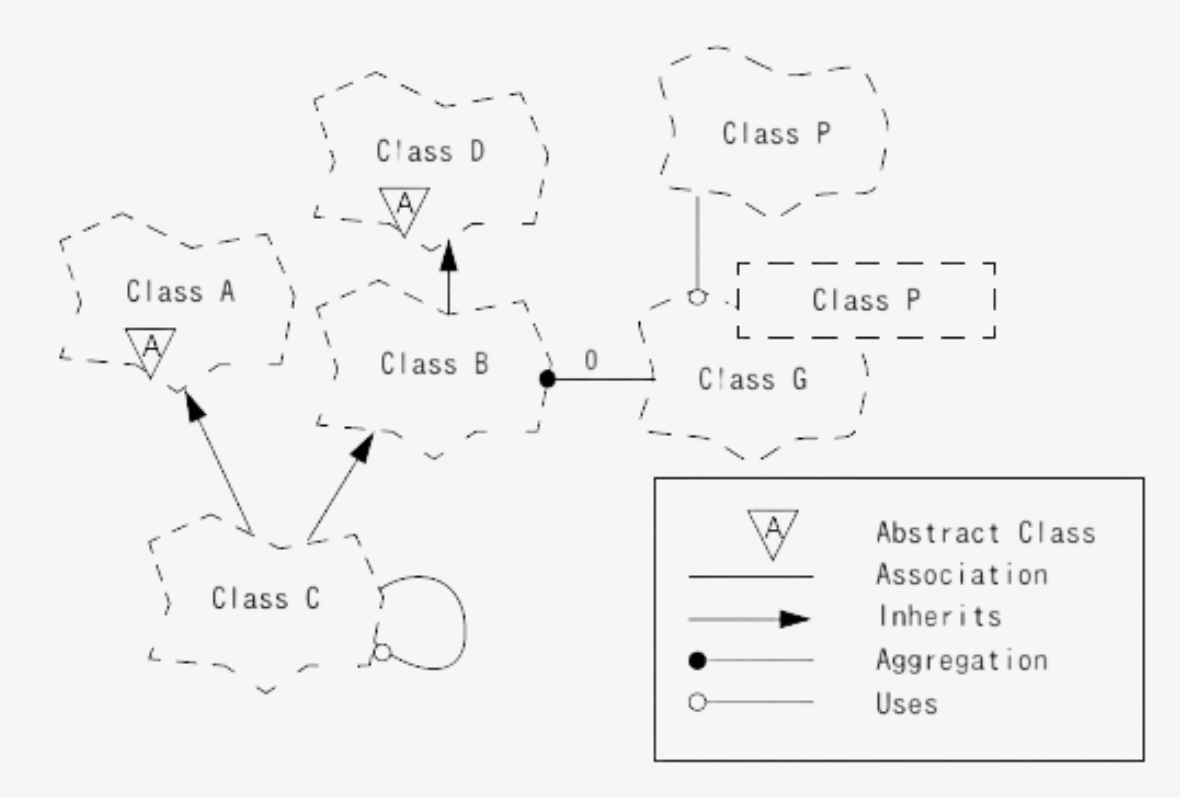 Class P
Class D
A
Class P
Class A
A
Class B
0
Class G
Class C
A Abstract Class
Association
Inherits
Aggregation
Uses